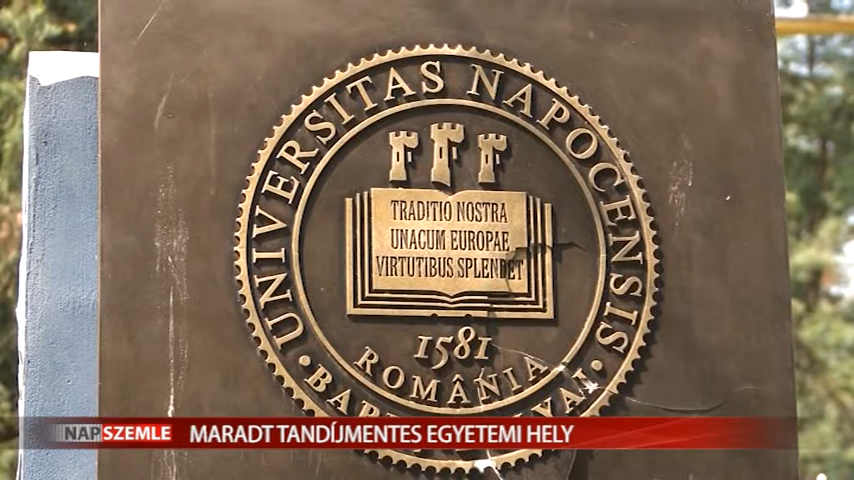 UNIVERSITAS NAPOCENSIS
TRADITIO NOSTRA
UNACUM EUROPAE
VIRTUTIBUS SPLENDET
1581
ROMÂNIA
NAPSZEMLE
MARADT TANDÍJMENTES EGYETEMI HELY